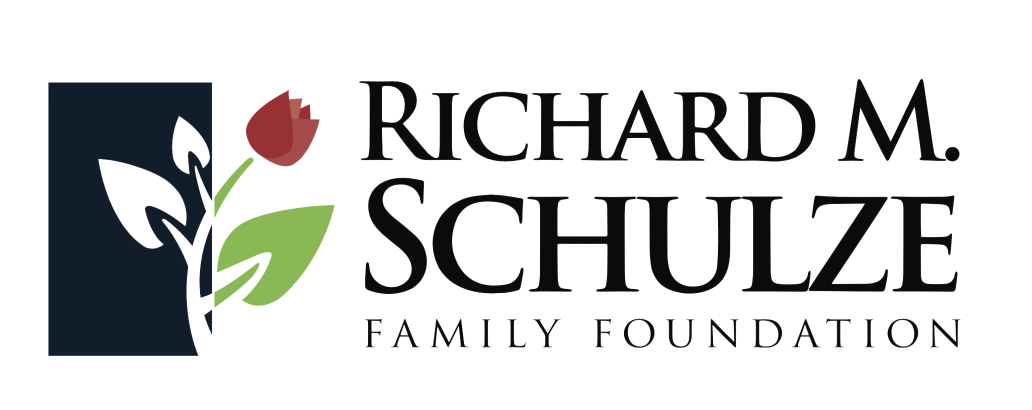 RICHARD M.
SCHULZE
FAMILY FOUNDATION